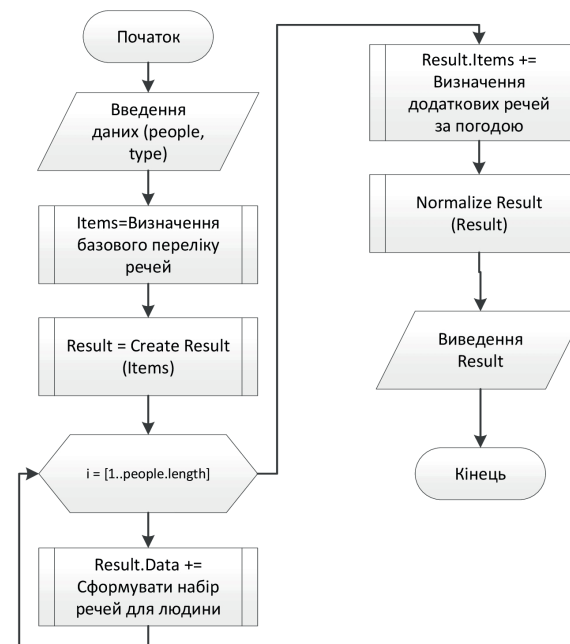 Початок
Введення
даних (people,
type)
Items=Визначення
базового переліку
речей
Result = Create Result
(Items)
i = [1..people.length]
Result.Data +=
Сформувати набір
речей для людини
Result.Items +=
Визначення
додаткових речей
за погодою
Normalize Result
(Result)
Виведення
Result
Кінець